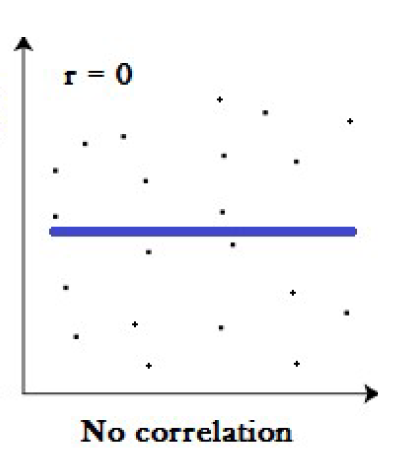 r = 0
No correlation